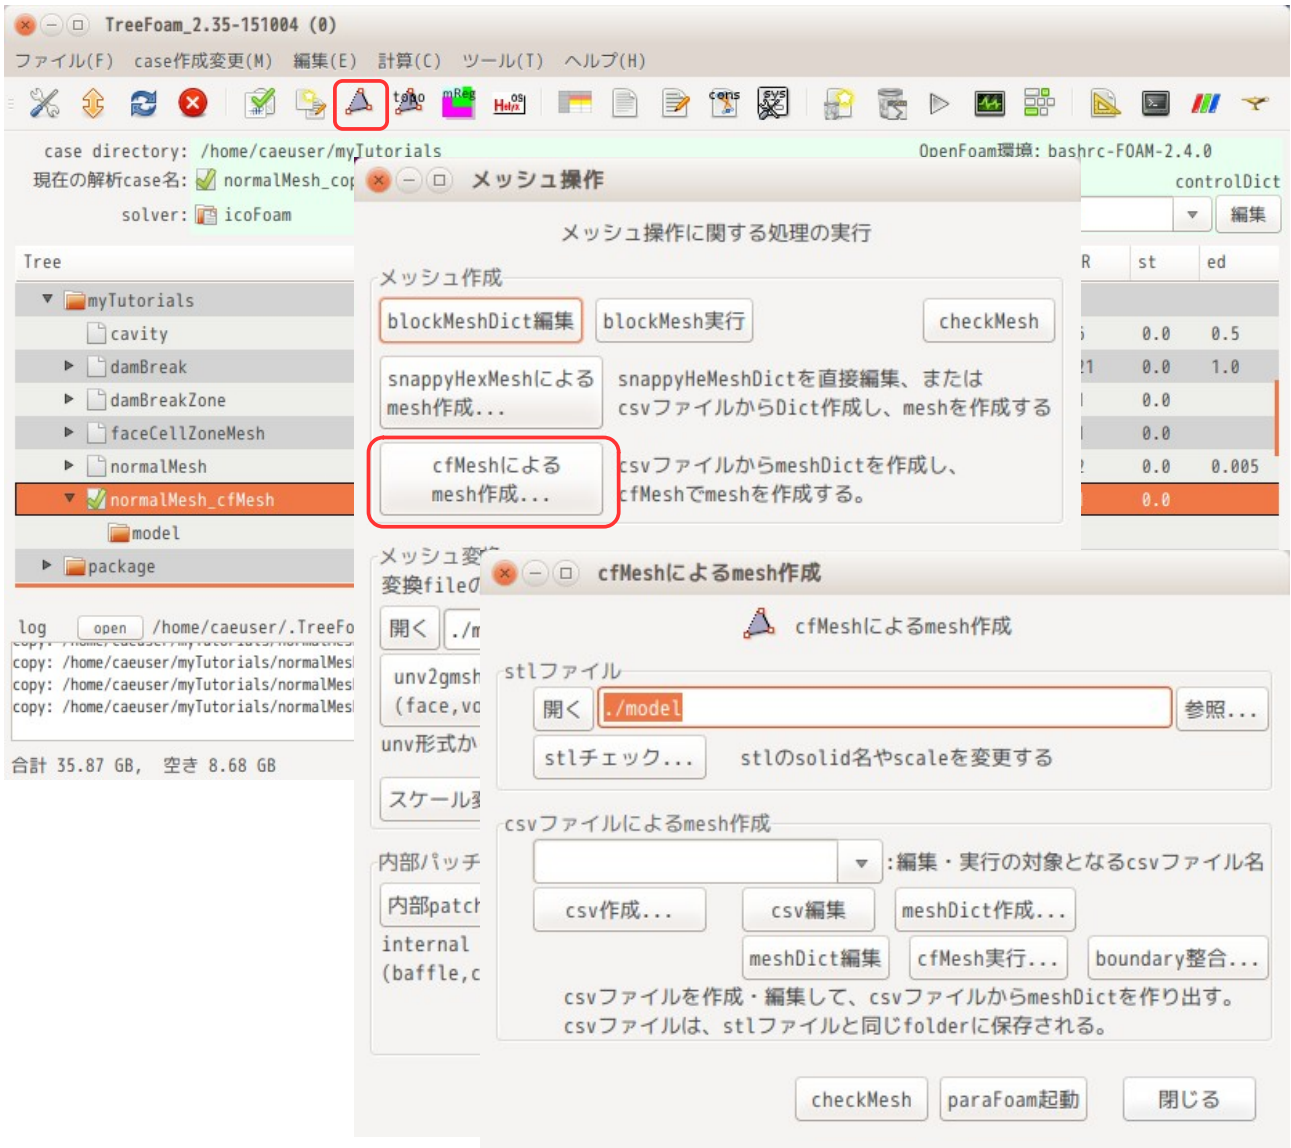 TreeFoam_2.35-151004 (0)
ファイル(F) case作成変更(M) 編集(E) 計算(C) ツール(T) ヘルプ(H)
topo mReg Helyx OS cons sys
case directory: /home/caeuser/myTutorials
OpenFoam環境: bashrc-FOAM-2.4.0
現在の解析case名: normalMesh_cop
controlDict
solver: icoFoam
編集
Tree
R st ed
myTutorials
cavity
0.0 0.5
damBreak
21 0.0 1.0
damBreakZone
0.0
faceCellZoneMesh
0.0
normalMesh
0.0 0.005
normalMesh_cfMesh
0.0
model
package
log open /home/caeuser/.TreeFo
copy: /home/caeuser/myTutorials/normalMes
copy: /home/caeuser/myTutorials/normalMes
copy: /home/caeuser/myTutorials/normalMes
合計 35.87 GB, 空き 8.68 GB
メッシュ操作
メッシュ操作に関する処理の実行
メッシュ作成
blockMeshDict編集 blockMesh実行 checkMesh
snappyHexMeshによる
mesh作成...
snappyHeMeshDictを直接編集、または
csvファイルからDict作成し、meshを作成する
cfMeshによる
mesh作成...
csvファイルからmeshDictを作成し、
cfMeshでmeshを作成する。
メッシュ変換
変換fileの
開く ./m
unv2gmsh
(face,vo
unv形式か
スケール変
内部パッチ
内部patch
internal
(baffle,c
cfMeshによるmesh作成
cfMeshによるmesh作成
stlファイル
開く ./model 参照...
stlチェック... stlのsolid名やscaleを変更する
csvファイルによるmesh作成
:編集・実行の対象となるcsvファイル名
csv作成... csv編集 meshDict作成...
meshDict編集 cfMesh実行... boundary整合...
csvファイルを作成・編集して、csvファイルからmeshDictを作り出す。
csvファイルは、stlファイルと同じfolderに保存される。
checkMesh paraFoam起動 閉じる